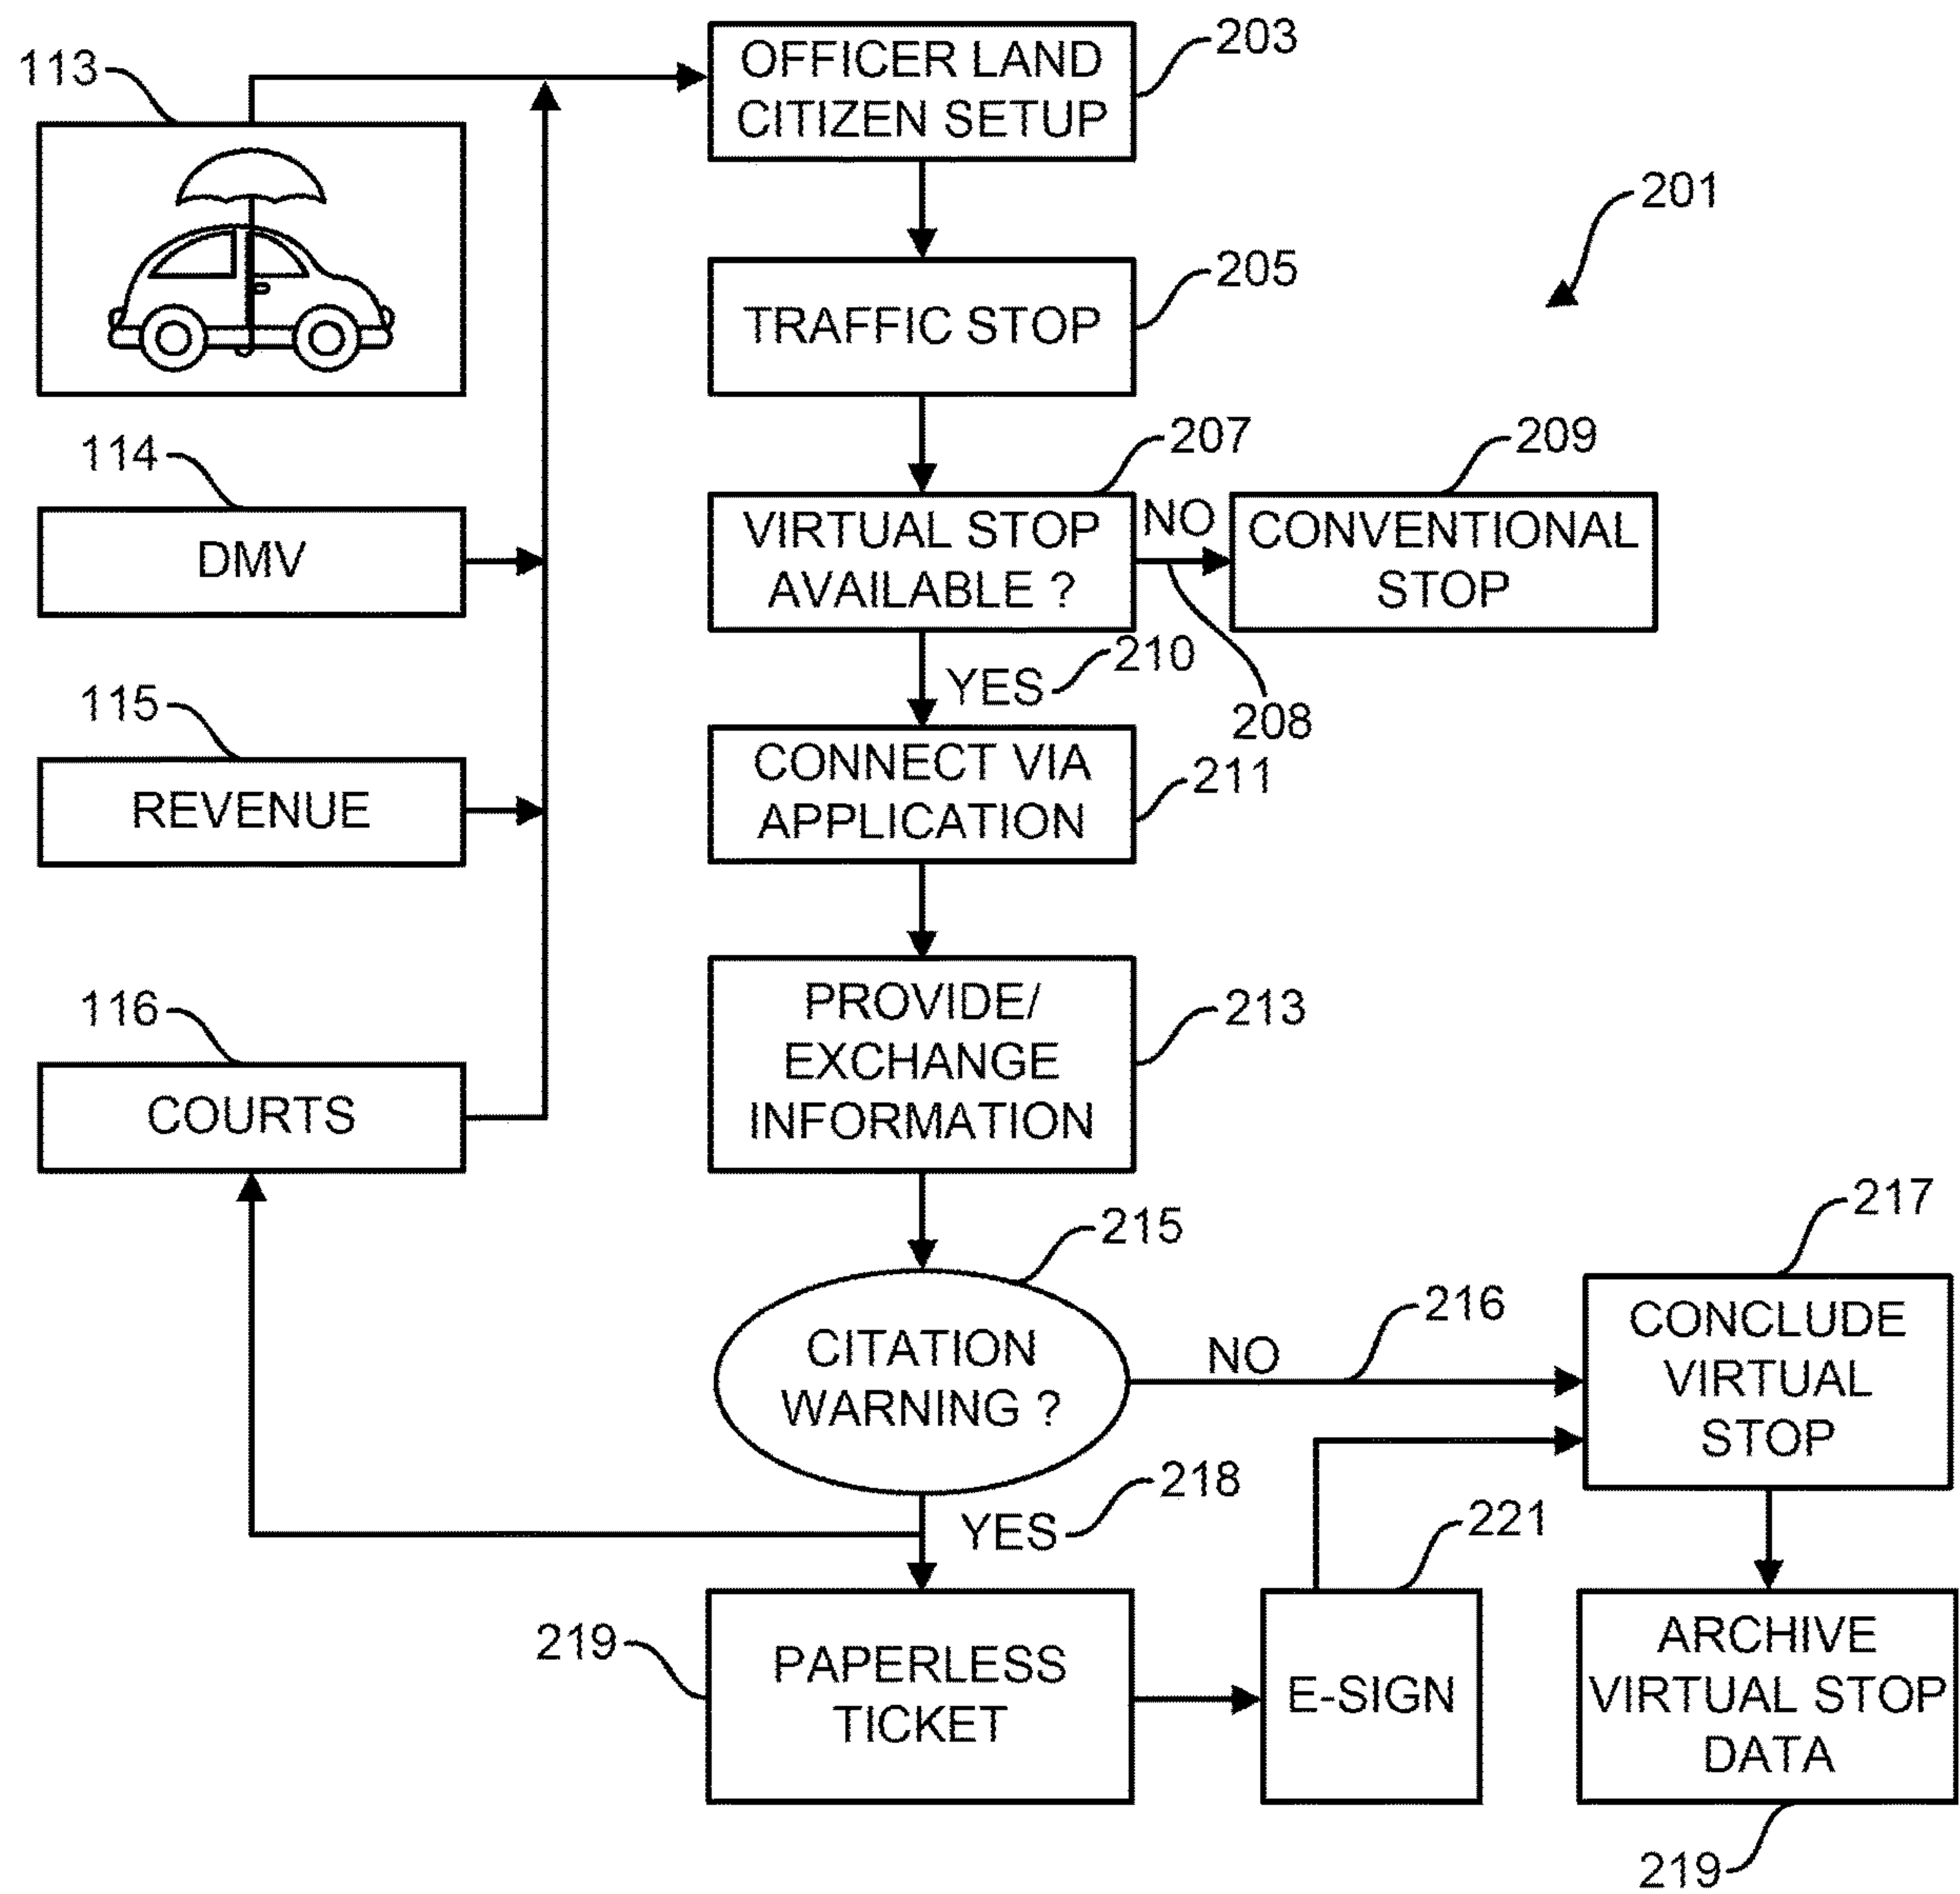 113
OFFICER LAND
CITIZEN SETUP
203
201
TRAFFIC STOP
205
114
DMV
VIRTUAL STOP
AVAILABLE ?
207
NO
208
CONVENTIONAL
STOP
209
YES
210
115
REVENUE
CONNECT VIA
APPLICATION
211
116
COURTS
PROVIDE/
EXCHANGE
INFORMATION
213
CITATION
WARNING ?
215
NO
216
CONCLUDE
VIRTUAL
STOP
217
YES
218
219
PAPERLESS
TICKET
E-SIGN
221
ARCHIVE
VIRTUAL STOP
DATA
219